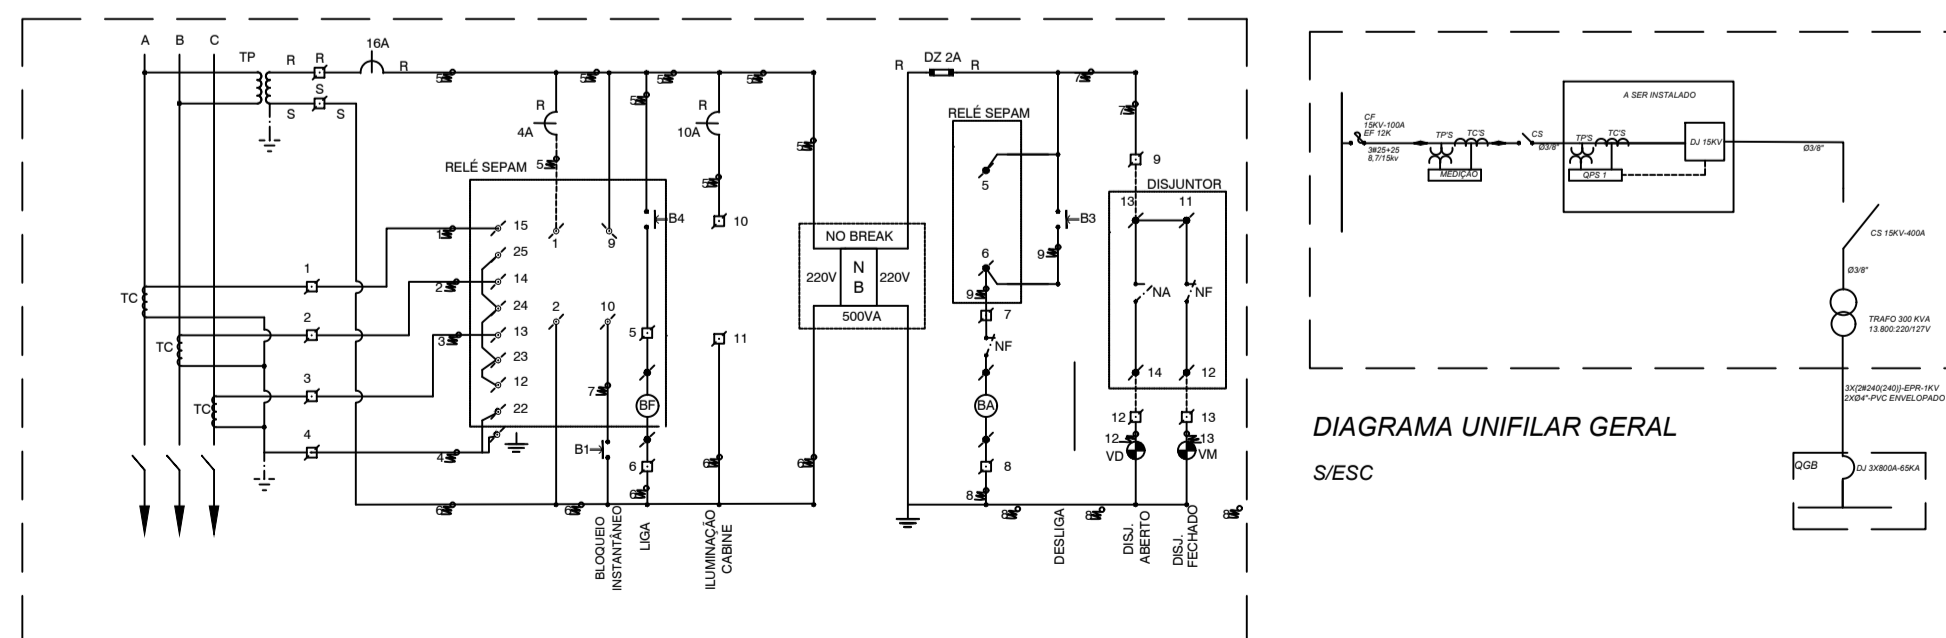 A
B
C
TP
R
R
16A
R
S
S
S
5
5
5
5
R
4A
5
5
R
10A
5
5
RELÉ SEPAM
15
25
14
24
13
23
12
22
1
9
2
10
B4
10
11
5
BF
6
6
7
B1
1
2
3
4
1
2
3
4
TC
TC
TC
6
6
6
6
BLOQUEIO
INSTANTÂNEO
LIGA
ILUMINAÇÃO
CABINE
NO BREAK
220V
N
B
220V
500VA
R
DZ 2A
R
7
7
RELÉ SEPAM
5
6
B3
9
9
7
NF
BA
8
8
9
DISJUNTOR
13
11
NA
NF
14
12
12
13
12
13
VD
VM
8
8
8
DESLIGA
DISJ.
ABERTO
DISJ.
FECHADO
CF
15KV-100A
EF 12K
3#25+25
8,7/15kv
TP'S
TC'S
MEDIÇÃO
CS
Ø3/8"
A SER INSTALADO
TP'S
TC'S
QPS 1
DJ 15KV
Ø3/8"
CS 15KV-400A
Ø3/8"
TRAFO 300 KVA
13.800:220/127V
3X(2#240(240))-EPR-1KV
2XØ4"-PVC ENVELOPADO
QGB
DJ 3X800A-65KA
DIAGRAMA UNIFILAR GERAL
S/ESC